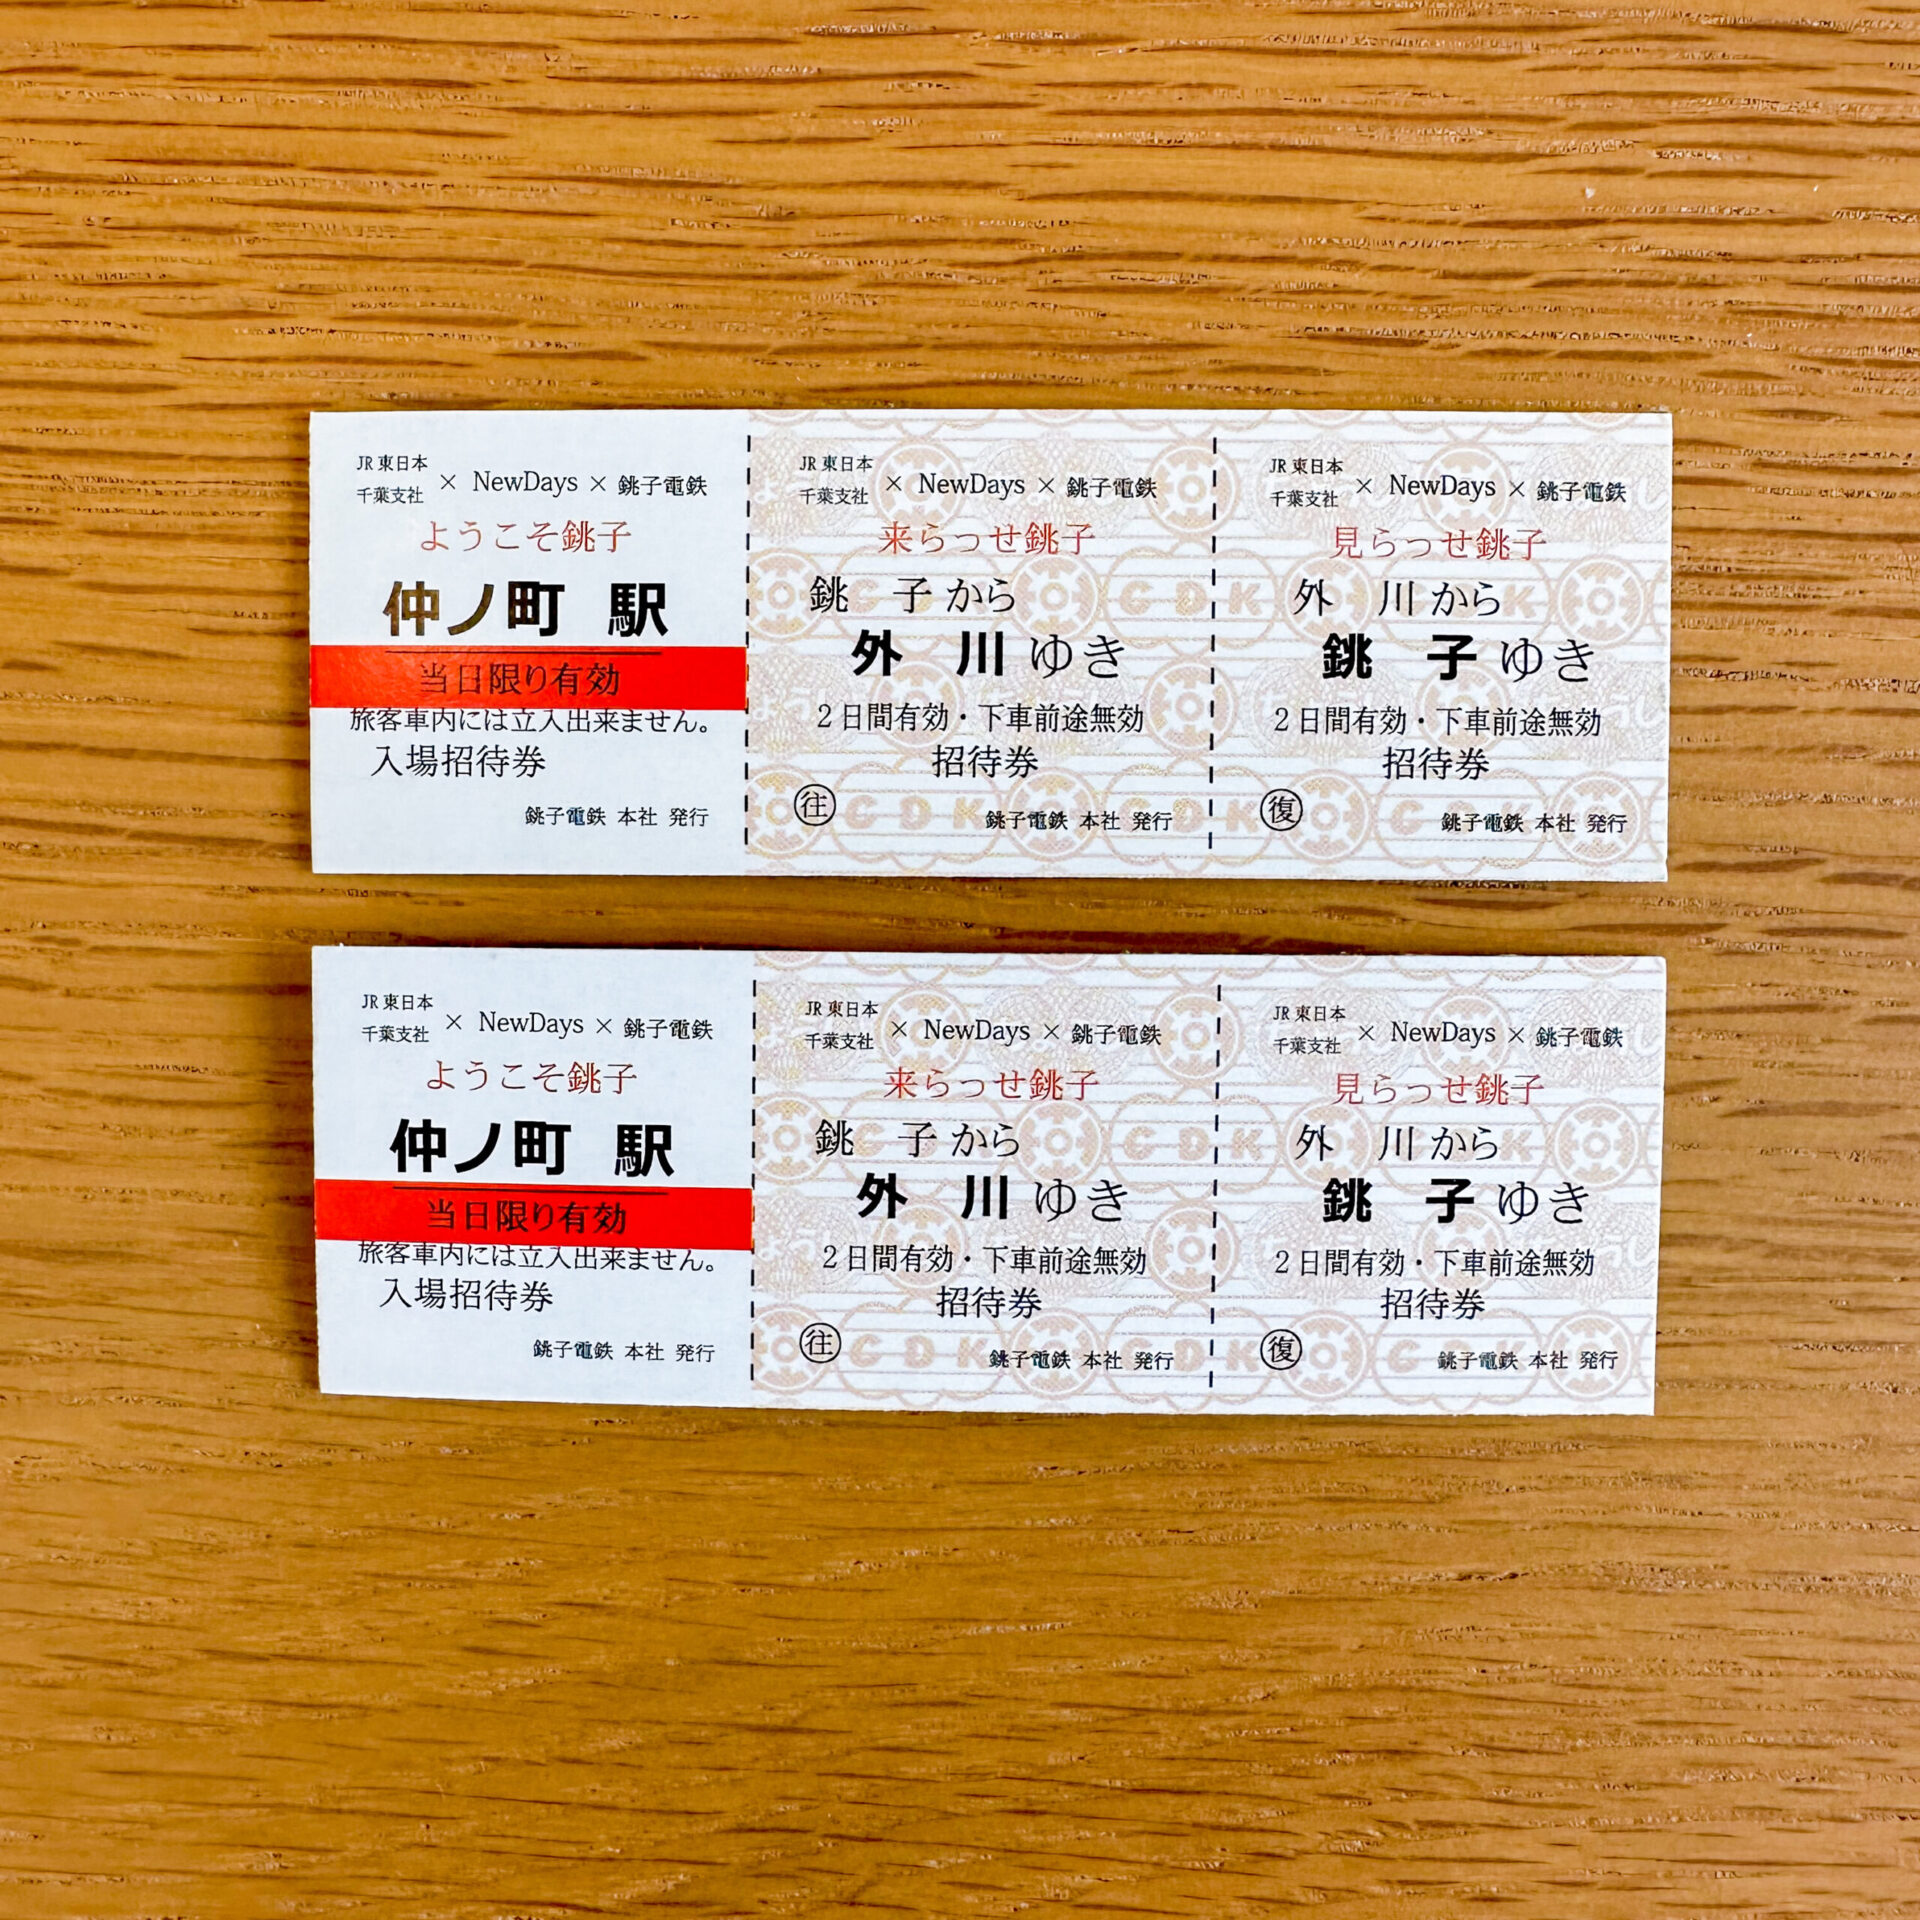 JR 東日本
千葉支社 × NewDays × 銚子電鉄
ようこそ銚子
仲ノ町 駅
当日限り有効
旅客車内には立入出来ません。
入場招待券
銚子電鉄 本社 発行
JR 東日本
千葉支社 × NewDays × 銚子電鉄
来らっせ銚子
銚 子 から
外 川 ゆき
2日間有効・下車前途無効
招待券
往 銚子電鉄 本社 発行
JR 東日本
千葉支社 × NewDays × 銚子電鉄
見らっせ銚子
外 川 から
銚 子 ゆき
2日間有効・下車前途無効
招待券
復 銚子電鉄 本社 発行
JR 東日本
千葉支社 × NewDays × 銚子電鉄
ようこそ銚子
仲ノ町 駅
当日限り有効
旅客車内には立入出来ません。
入場招待券
銚子電鉄 本社 発行
JR 東日本
千葉支社 × NewDays × 銚子電鉄
来らっせ銚子
銚 子 から
外 川 ゆき
2日間有効・下車前途無効
招待券
往 銚子電鉄 本社 発行
JR 東日本
千葉支社 × NewDays × 銚子電鉄
見らっせ銚子
外 川 から
銚 子 ゆき
2日間有効・下車前途無効
招待券
復 銚子電鉄 本社 発行